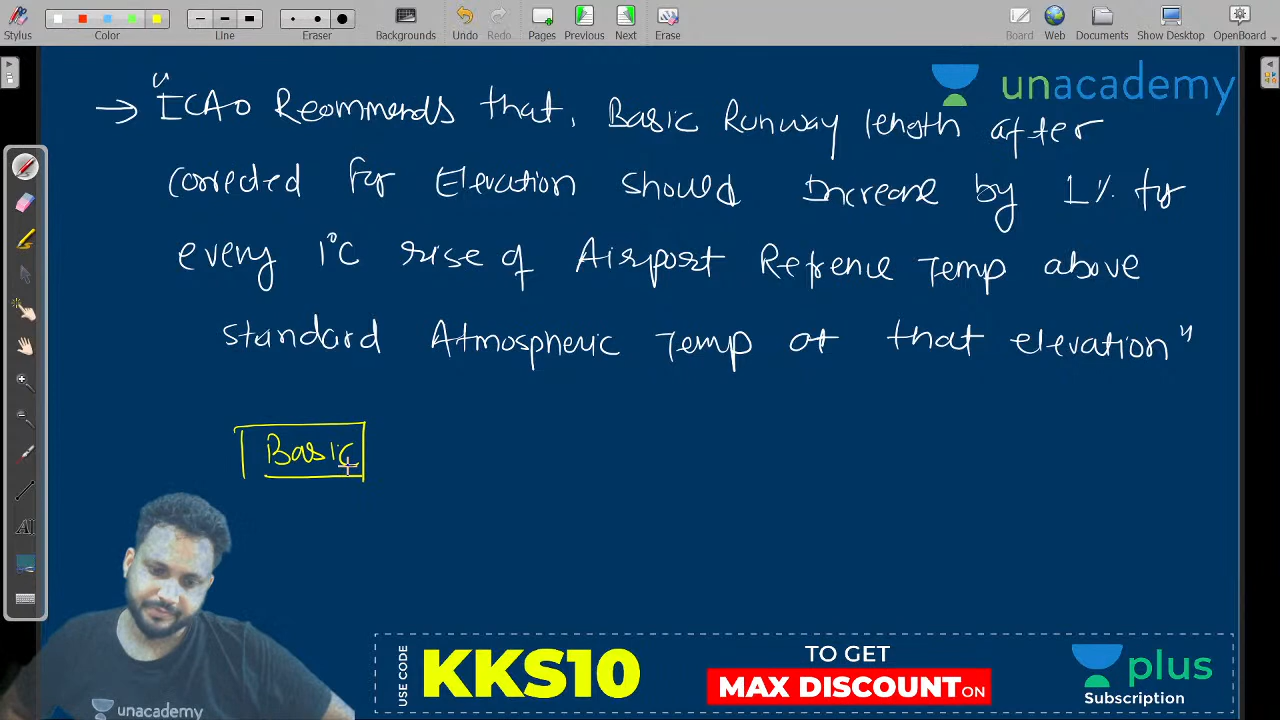 Stylus
Color
Line
Eraser
Backgrounds
Undo
Redo
Pages
Previous
Next
Erase
Board
Web
Documents
Show Desktop
OpenBoard
unacademy
→ "ICAO Reommends that, Basic Runway length after
corrected for Elevation should Increase by 1% for
every 1°C rise of Airport Refrence Temp above
standard Atmospheric Temp at that elevation"
Basic
unacademy
USE CODE
KKS10
TO GET
MAX DISCOUNT ON
plus
Subscription